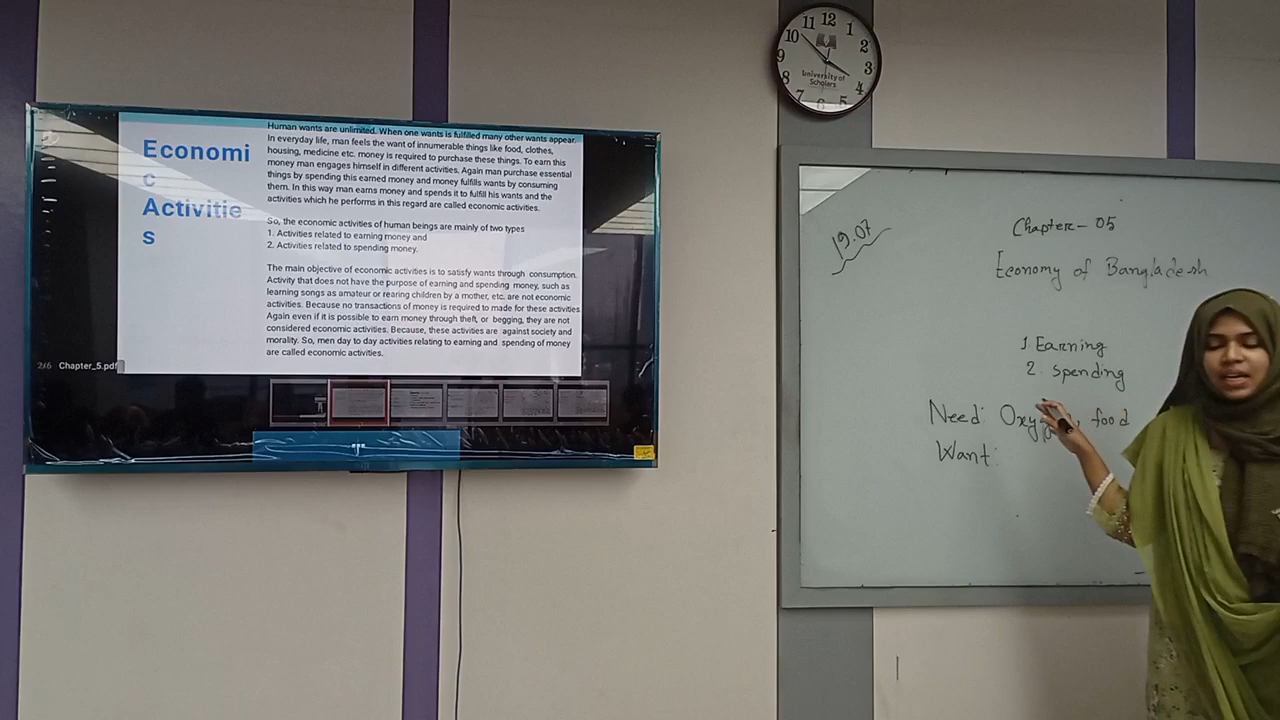 Economi
c
Activitie
s
Human wants are unlimited. When one wants is fulfilled many other wants appear.
In everyday life, man feels the want of innumerable things like food, clothes,
housing, medicine etc. money is required to purchase these things. To earn this
money man engages himself in different activities. Again man purchase essential
things by spending this earned money and money fulfills wants by consuming
them. In this way man earns money and spends it to fulfill his wants and the
activities which he performs in this regard are called economic activities.
So, the economic activities of human beings are mainly of two types
1. Activities related to earning money and
2. Activities related to spending money.
The main objective of economic activities is to satisfy wants through consumption.
Activity that does not have the purpose of earning and spending money, such as
learning songs as amateur or rearing children by a mother, etc. are not economic
activities. Because no transactions of money is required to made for these activities
Again even if it is possible to earn money through theft, or begging, they are not
considered economic activities. Because, these activities are against society and
morality. So, men day to day activities relating to earning and spending of money
are called economic activities.
2/6 Chapter_5.pdf
11 12 1
10 2
9 3
8 4
7 6 5
University of
Scholars
19.07
Chapter-05
Economy of Bangladesh
1. Earning
2. Spending
Need: food
Want: